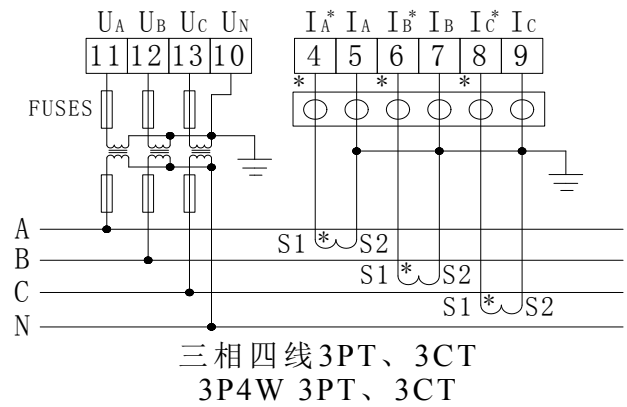 UA UB UC UN IA* IA IB* IB IC* IC
11 12 13 10 4 5 6 7 8 9
* * *
FUSES
A S1 * S2
B S1 * S2
C S1 * S2
N
三相四线3PT、3CT
3P4W 3PT、3CT